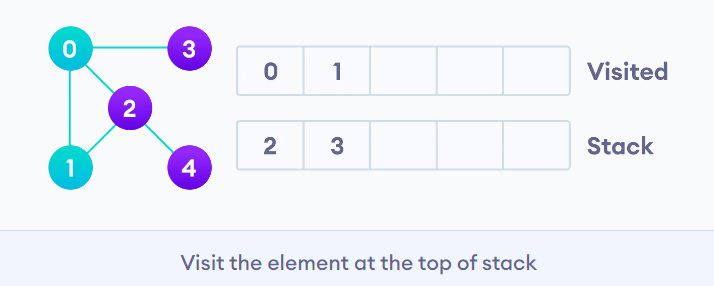 0 3
0 1 Visited
2
2 3 Stack
1 4
Visit the element at the top of stack